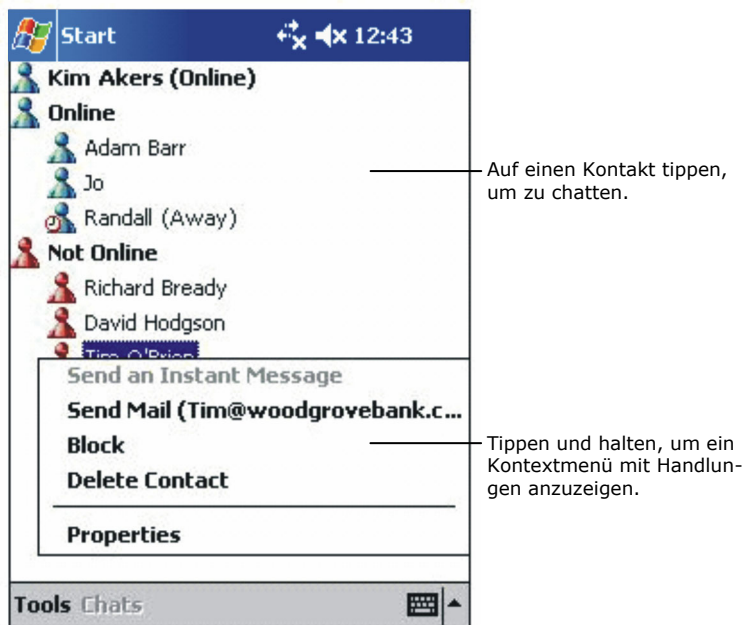 Start 12:43
Kim Akers (Online)
Online
Adam Barr
Jo
Randall (Away)
Not Online
Richard Bready
David Hodgson
Tim O'Brien
Send an Instant Message
Send Mail (Tim@woodgrovebank.c...
Block
Delete Contact
Properties
Tools Chats
Auf einen Kontakt tippen,
um zu chatten.
Tippen und halten, um ein
Kontextmenü mit Handlun-
gen anzuzeigen.